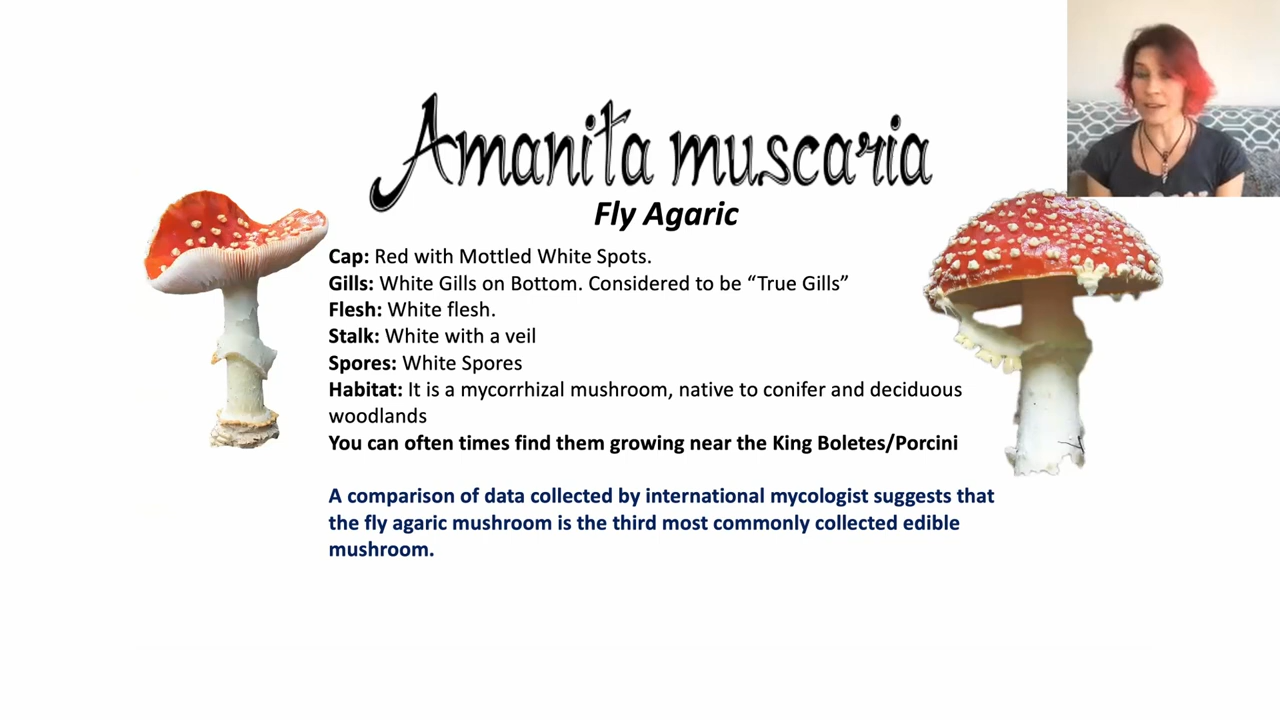 Amanita muscaria
Fly Agaric
Cap: Red with Mottled White Spots.
Gills: White Gills on Bottom. Considered to be “True Gills”
Flesh: White flesh.
Stalk: White with a veil
Spores: White Spores
Habitat: It is a mycorrhizal mushroom, native to conifer and deciduous
woodlands
You can often times find them growing near the King Boletes/Porcini
A comparison of data collected by international mycologist suggests that
the fly agaric mushroom is the third most commonly collected edible
mushroom.